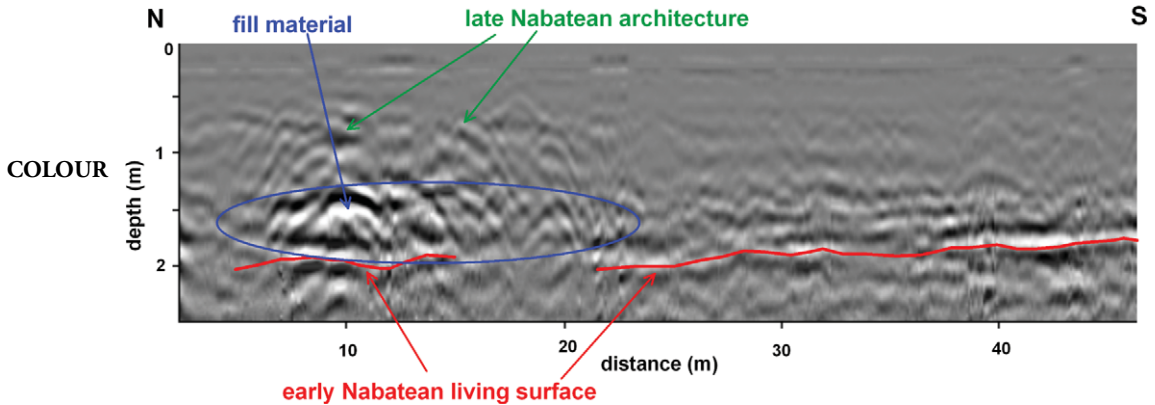 N
S
late Nabatean architecture
fill material
0
1
2
COLOUR
depth (m)
10
20
30
40
distance (m)
early Nabatean living surface